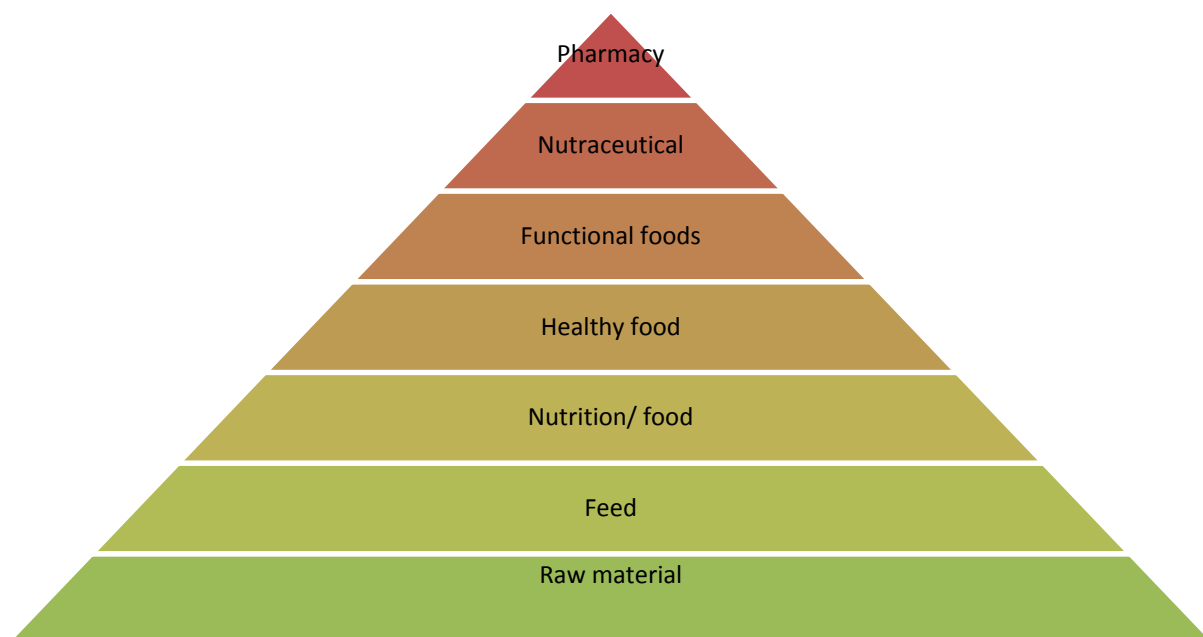 Pharmacy
Nutraceutical
Functional foods
Healthy food
Nutrition/ food
Feed
Raw material